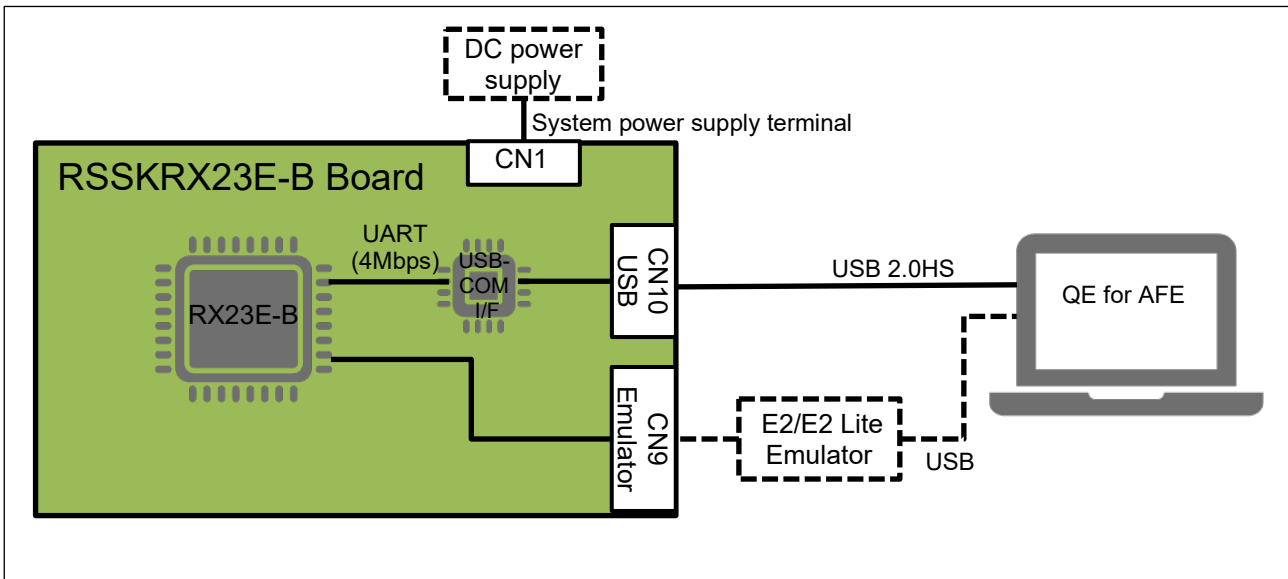 DC power
supply
System power supply terminal
CN1
RSSKRX23E-B Board
UART
(4Mbps)
USB-
COM
I/F
RX23E-B
CN10
USB
USB 2.0HS
QE for AFE
CN9
Emulator
E2/E2 Lite
Emulator
USB